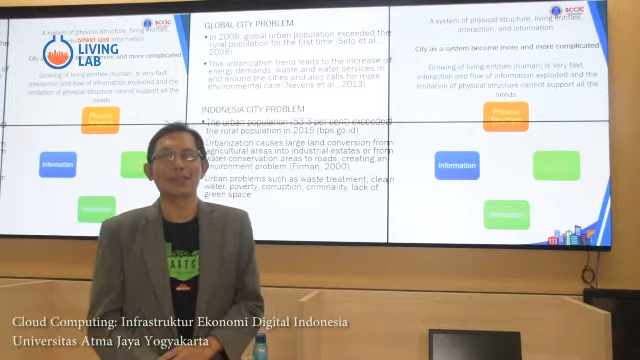 SMART CITY
LIVING
LAB
SCCIC
GLOBAL CITY PROBLEM
• In 2008, global urban population exceeded the
rural population for the first time (Seto et al.,
2008)
• This urbanization trend leads to the increase of
energy demands, waste and water services in
and around the cities and also calls for more
environmental care (Nevens et al., 2013)
INDONESIA CITY PROBLEM
• The urban population (53.3 per cent) exceeded
the rural population in 2015 (bps.go.id)
• Urbanization causes large land conversion from
agricultural areas into industrial estates or from
water conservation areas to roads, creating an
environment problem (Firman, 2000)
• Urban problems such as waste treatment, clean
water, poverty, corruption, criminality, lack of
green space
A system of physical structure, living entities,
interaction, and information
City as a system become more and more complicated
Growing of living entities (human) is very fast,
interaction and flow of information exploded and the
limitation of physical structure cannot support all the
needs
Physical
Structure
Information
Interaction
SCCIC
A system of physical structure, living entities,
interaction, and information
City as a system become more and more complicated
Growing of living entities (human) is very fast,
interaction and flow of information exploded and the
limitation of physical structure cannot support all the
needs
Physical
Structure
Information
Interaction
Cloud Computing: Infrastruktur Ekonomi Digital Indonesia
Universitas Atma Jaya Yogyakarta